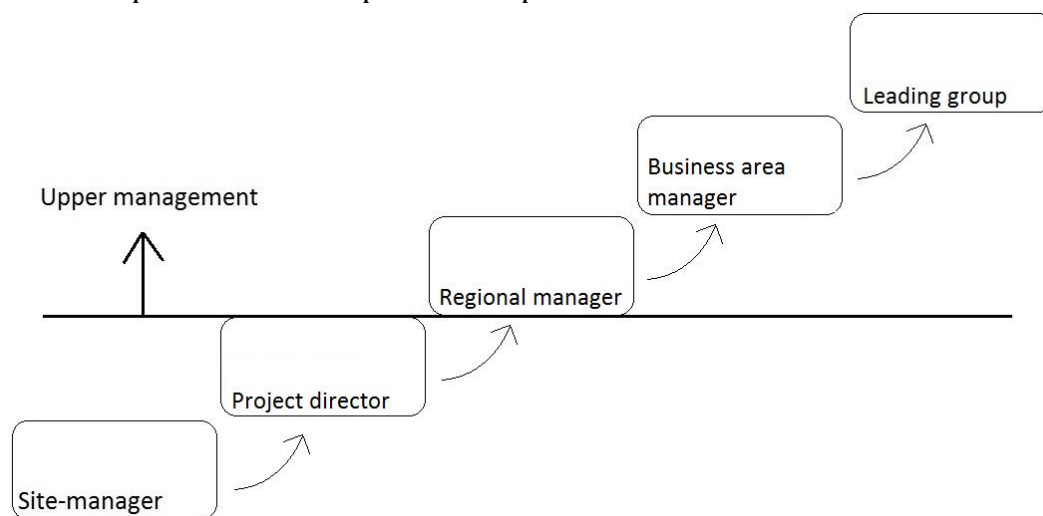 Leading group
Business area
manager
Upper management
Regional manager
Project director
Site-manager